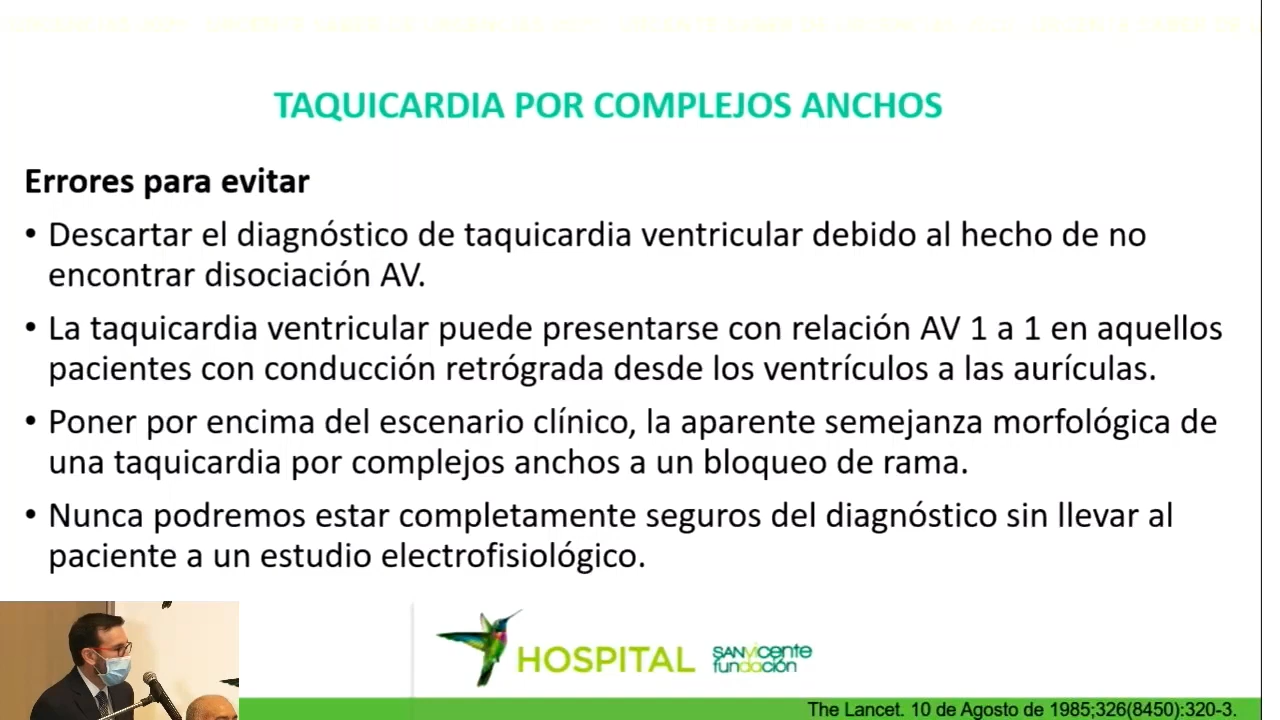 TAQUICARDIA POR COMPLEJOS ANCHOS
Errores para evitar
• Descartar el diagnóstico de taquicardia ventricular debido al hecho de no
encontrar disociación AV.
• La taquicardia ventricular puede presentarse con relación AV 1 a 1 en aquellos
pacientes con conducción retrógrada desde los ventrículos a las aurículas.
• Poner por encima del escenario clínico, la aparente semejanza morfológica de
una taquicardia por complejos anchos a un bloqueo de rama.
• Nunca podremos estar completamente seguros del diagnóstico sin llevar al
paciente a un estudio electrofisiológico.
HOSPITAL
SANVicente
fundación
The Lancet. 10 de Agosto de 1985;326(8450):320-3.